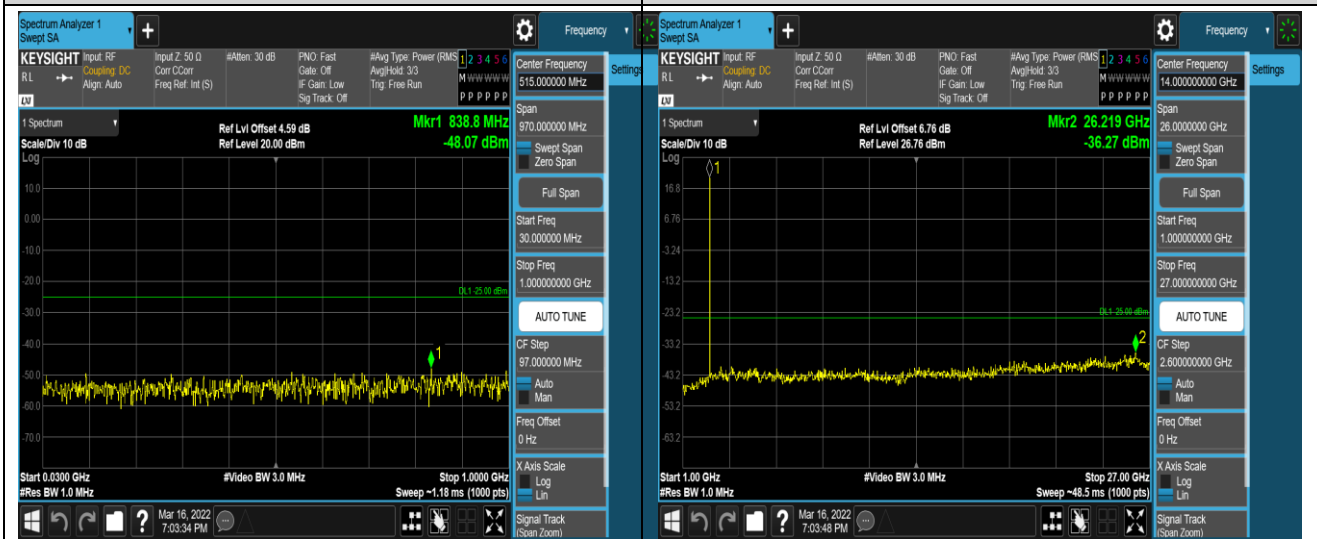 Spectrum Analyzer 1
Swept SA
Frequency
KEYSIGHT
Input: RF
Coupling: DC
Align: Auto
Input Z: 50 Ω
Corr CCorr
Freq Ref: Int (S)
#Atten: 30 dB
PNO: Fast
Gate: Off
IF Gain: Low
Sig Track: Off
#Avg Type: Power (RMS
Avg|Hold: 3/3
Trig: Free Run
1 2 3 4 5 6
M W W W W W
P P P P P P
R L
LXI
Center Frequency
515.000000 MHz
Settings
1 Spectrum
Ref Lvl Offset 4.59 dB
Mkr1 838.8 MHz
Scale/Div 10 dB
Ref Level 20.00 dBm
-48.07 dBm
Log
10.0
0.00
-10.0
-20.0
-30.0
-40.0
-50.0
-60.0
-70.0
DL1 -25.00 dBm
1
Start 0.0300 GHz
#Video BW 3.0 MHz
Stop 1.0000 GHz
#Res BW 1.0 MHz
Sweep ~1.18 ms (1000 pts)
Span
970.000000 MHz
Swept Span
Zero Span
Full Span
Start Freq
30.000000 MHz
Stop Freq
1.000000000 GHz
AUTO TUNE
CF Step
97.000000 MHz
Auto
Man
Freq Offset
0 Hz
X Axis Scale
Log
Lin
Signal Track
(Span Zoom)
?
Mar 16, 2022
7:03:34 PM
Spectrum Analyzer 1
Swept SA
Frequency
KEYSIGHT
Input: RF
Coupling: DC
Align: Auto
Input Z: 50 Ω
Corr CCorr
Freq Ref: Int (S)
#Atten: 30 dB
PNO: Fast
Gate: Off
IF Gain: Low
Sig Track: Off
#Avg Type: Power (RMS
Avg|Hold: 3/3
Trig: Free Run
1 2 3 4 5 6
M W W W W W
P P P P P P
R L
LXI
Center Frequency
14.00000000 GHz
Settings
1 Spectrum
Ref Lvl Offset 6.76 dB
Mkr2 26.219 GHz
Scale/Div 10 dB
Ref Level 26.76 dBm
-36.27 dBm
Log
1
16.8
6.76
-3.24
-13.2
-23.2
-33.2
-43.2
-53.2
-63.2
DL1 -25.00 dBm
2
Start 1.00 GHz
#Video BW 3.0 MHz
Stop 27.00 GHz
#Res BW 1.0 MHz
Sweep ~48.5 ms (1000 pts)
Span
26.0000000 GHz
Swept Span
Zero Span
Full Span
Start Freq
1.000000000 GHz
Stop Freq
27.00000000 GHz
AUTO TUNE
CF Step
2.600000000 GHz
Auto
Man
Freq Offset
0 Hz
X Axis Scale
Log
Lin
Signal Track
(Span Zoom)
?
Mar 16, 2022
7:03:48 PM